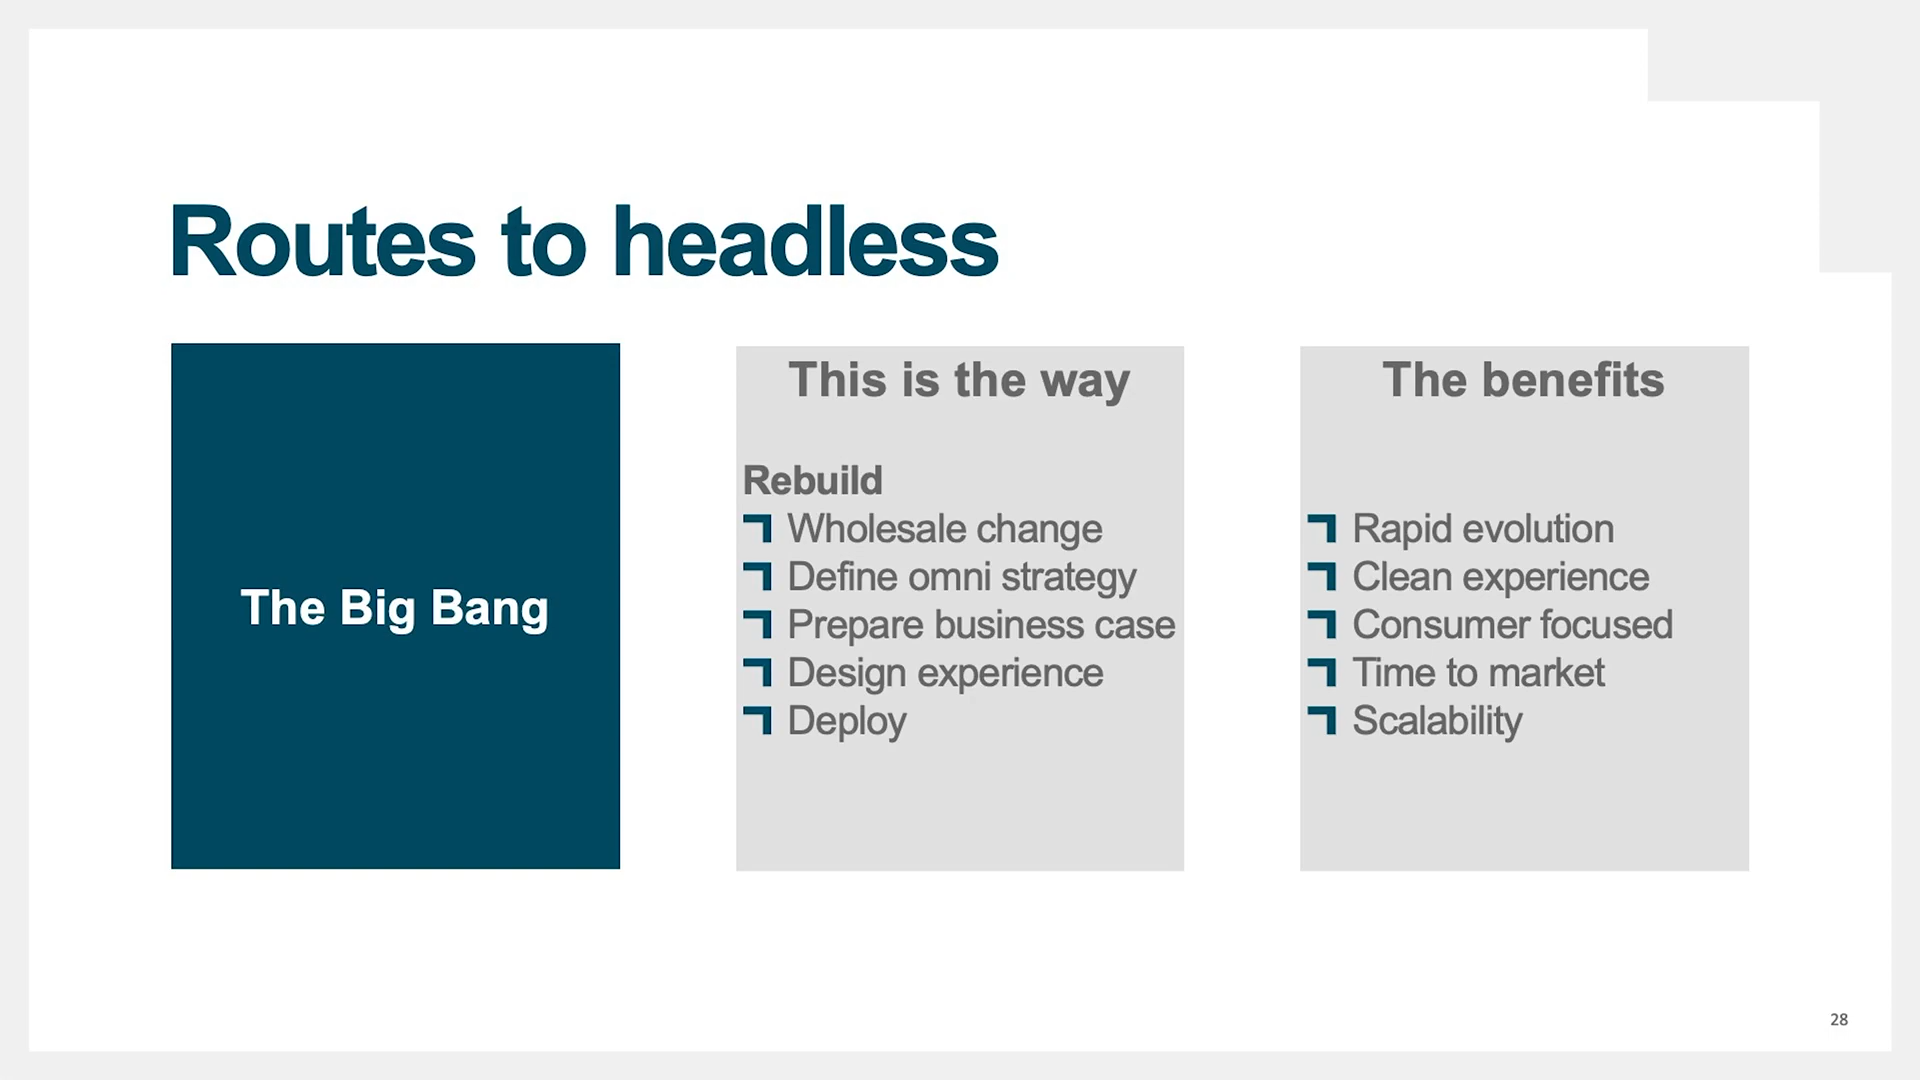 Routes to headless
The Big Bang
This is the way
Rebuild
Wholesale change
Define omni strategy
Prepare business case
Design experience
Deploy
The benefits
Rapid evolution
Clean experience
Consumer focused
Time to market
Scalability
28